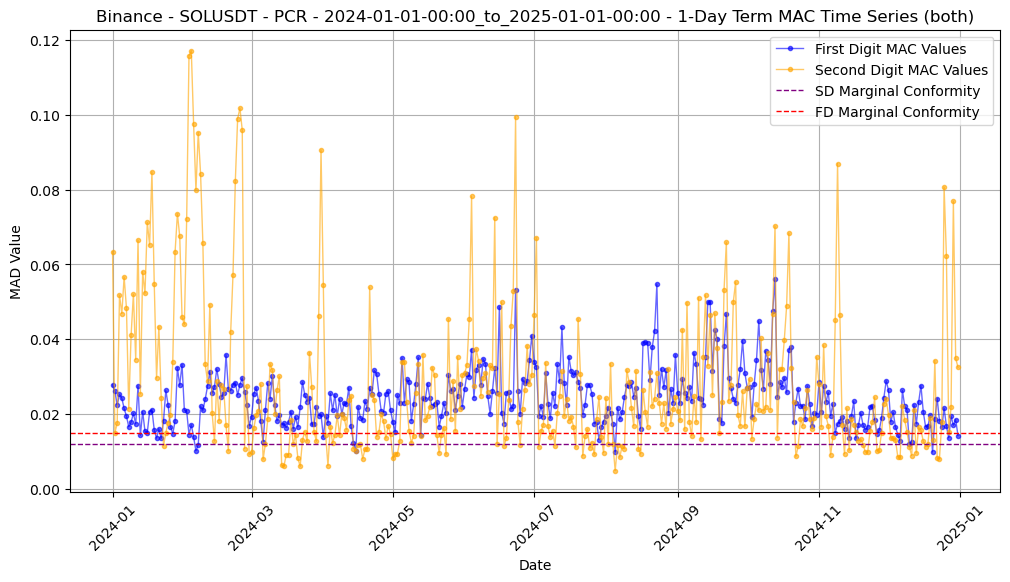 Binance - SOLUSDT - PCR - 2024-01-01-00:00_to_2025-01-01-00:00 - 1-Day Term MAC Time Series (both)
First Digit MAC Values
Second Digit MAC Values
SD Marginal Conformity
FD Marginal Conformity
MAD Value
0.12
0.10
0.08
0.06
0.04
0.02
0.00
2024-01
2024-03
2024-05
2024-07
2024-09
2024-11
2025-01
Date